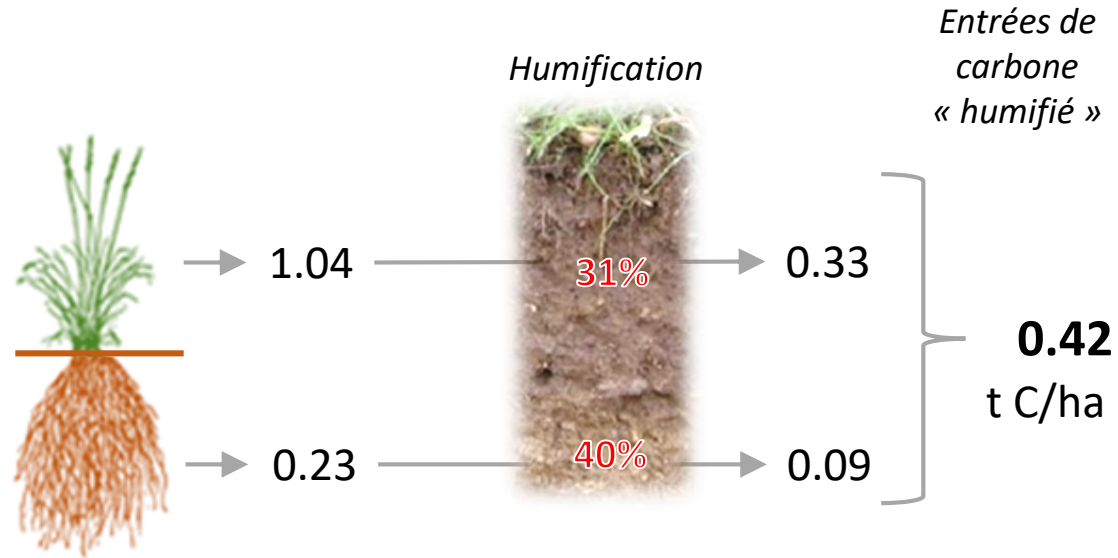 Entrées de
carbone
« humifié »
Humification
1.04
31%
0.33
0.42
t C/ha
0.23
40%
0.09